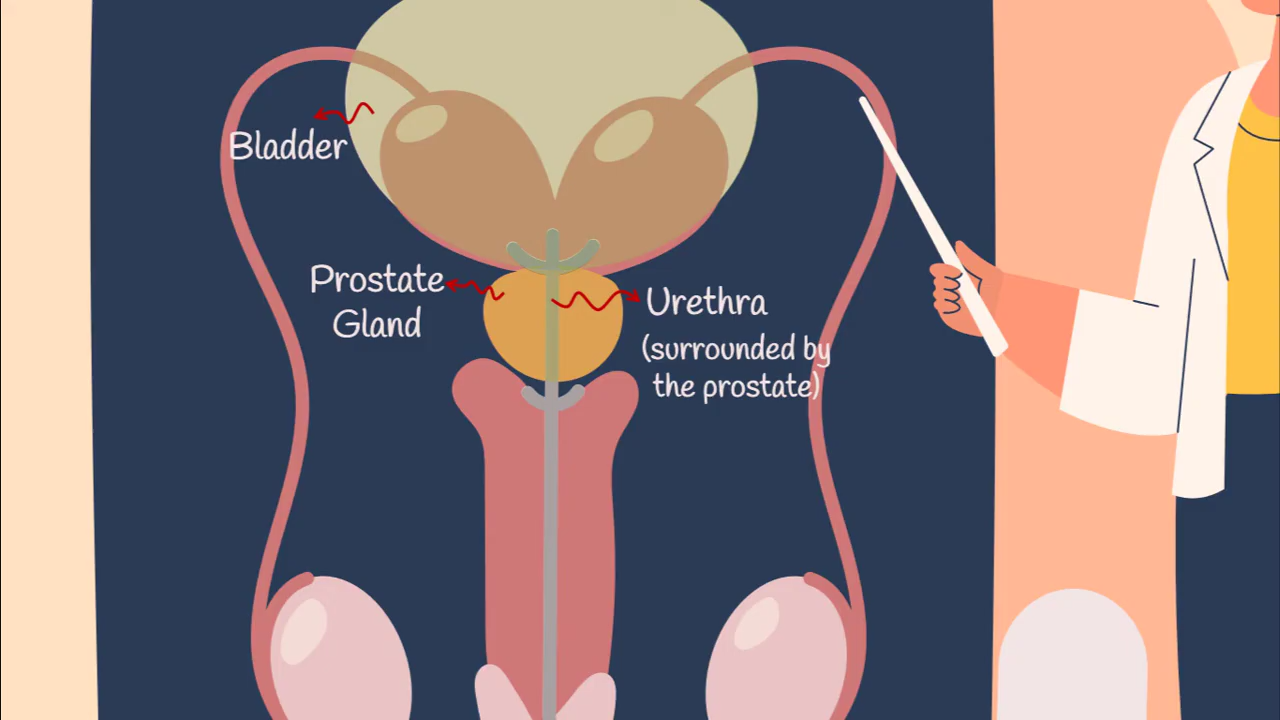 Bladder
Prostate
Gland
Urethra
(surrounded by
the prostate)